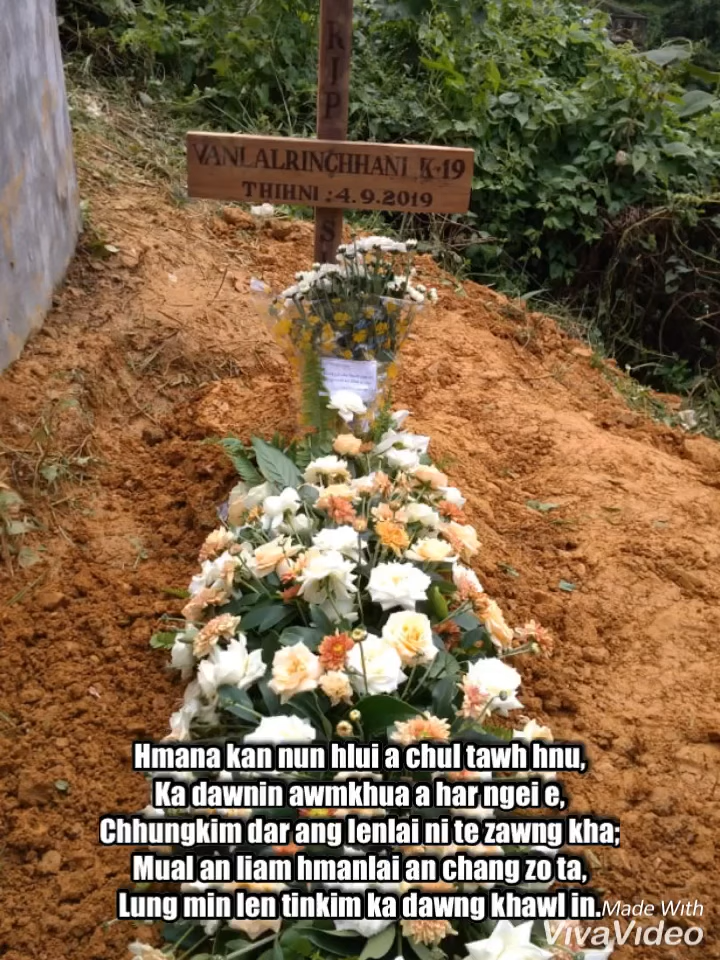 RIP
VANLALRINCHHANI K-19
THIHNI : 4.9.2019
S
Hmana kan nun hlui a chul tawh hnu,
Ka dawnin awmkhua a har ngei e,
Chhungkim dar ang lenlai ni te zawng kha;
Mual an liam hmanlai an chang zo ta,
Lung min len tinkim ka dawng khawl in.
Made With
VivaVideo